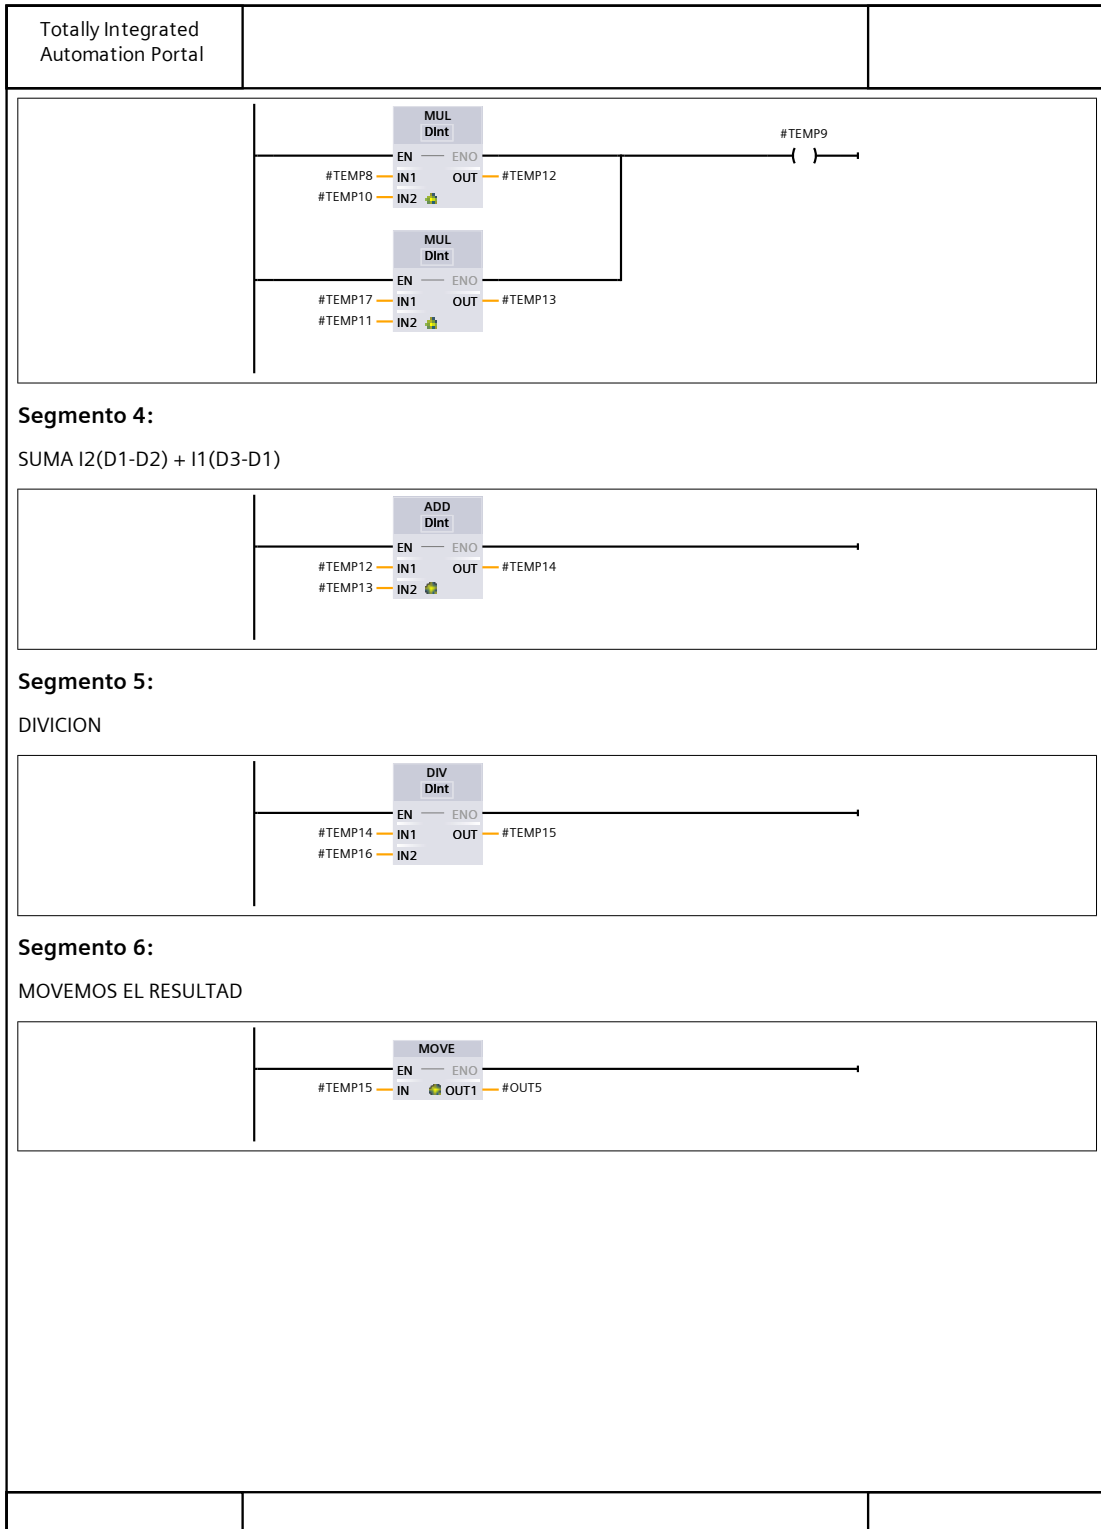 Totally Integrated
Automation Portal
MUL
DInt
#TEMP9
EN ENO
#TEMP8 IN1 OUT #TEMP12
#TEMP10 IN2
MUL
DInt
EN ENO
#TEMP17 IN1 OUT #TEMP13
#TEMP11 IN2
Segmento 4:
SUMA I2(D1-D2) + I1(D3-D1)
ADD
DInt
EN ENO
#TEMP12 IN1 OUT #TEMP14
#TEMP13 IN2
Segmento 5:
DIVICION
DIV
DInt
EN ENO
#TEMP14 IN1 OUT #TEMP15
#TEMP16 IN2
Segmento 6:
MOVEMOS EL RESULTAD
MOVE
EN ENO
#TEMP15 IN OUT1 #OUT5